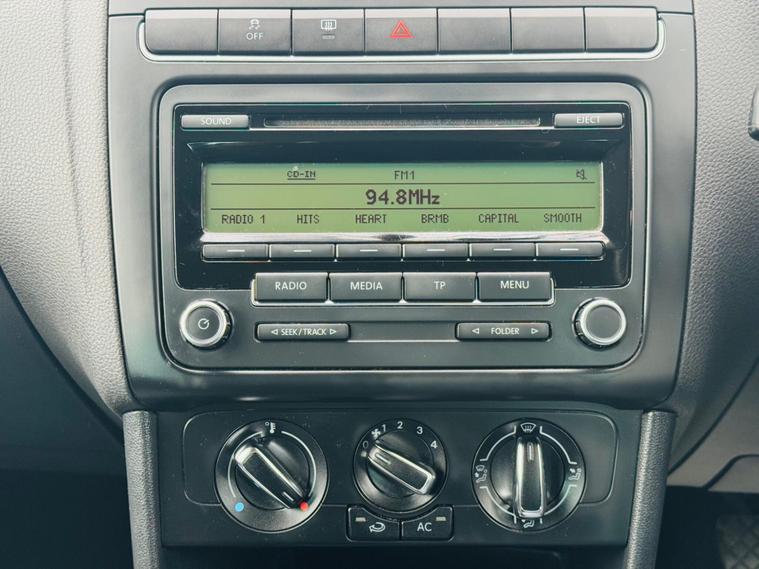 OFF
SOUND EJECT
CD-IN FM1
94.8MHz
RADIO 1 HITS HEART BRMB CAPITAL SMOOTH
RADIO MEDIA TP MENU
SEEK/TRACK FOLDER
0 1 2 3 4
AC